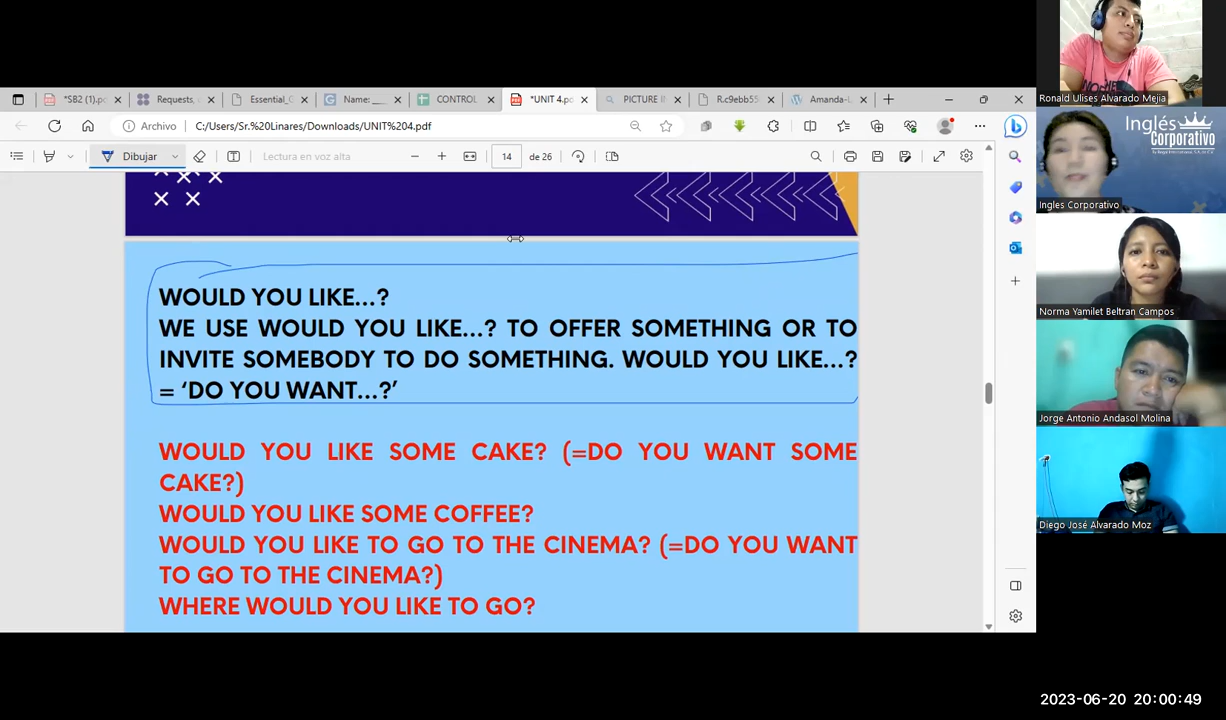 *SB2 (1).pc
Requests,
Essential_C
Name: ___
CONTROL
*UNIT 4.pc
PICTURE I
R.c9ebb55
Amanda-L
Archivo
C:/Users/Sr.%20Linares/Downloads/UNIT%204.pdf
Dibujar
Lectura en voz alta
14
de 26
WOULD YOU LIKE...?
WE USE WOULD YOU LIKE...? TO OFFER SOMETHING OR TO
INVITE SOMEBODY TO DO SOMETHING. WOULD YOU LIKE...?
= ‘DO YOU WANT...?’
WOULD YOU LIKE SOME CAKE? (=DO YOU WANT SOME
CAKE?)
WOULD YOU LIKE SOME COFFEE?
WOULD YOU LIKE TO GO TO THE CINEMA? (=DO YOU WANT
TO GO TO THE CINEMA?)
WHERE WOULD YOU LIKE TO GO?
Ronald Ulises Alvarado Mejia
Inglés
Corporativo
Ingles Corporativo
Norma Yamilet Beltran Campos
Jorge Antonio Andasol Molina
Diego José Alvarado Moz
2023-06-20 20:00:49